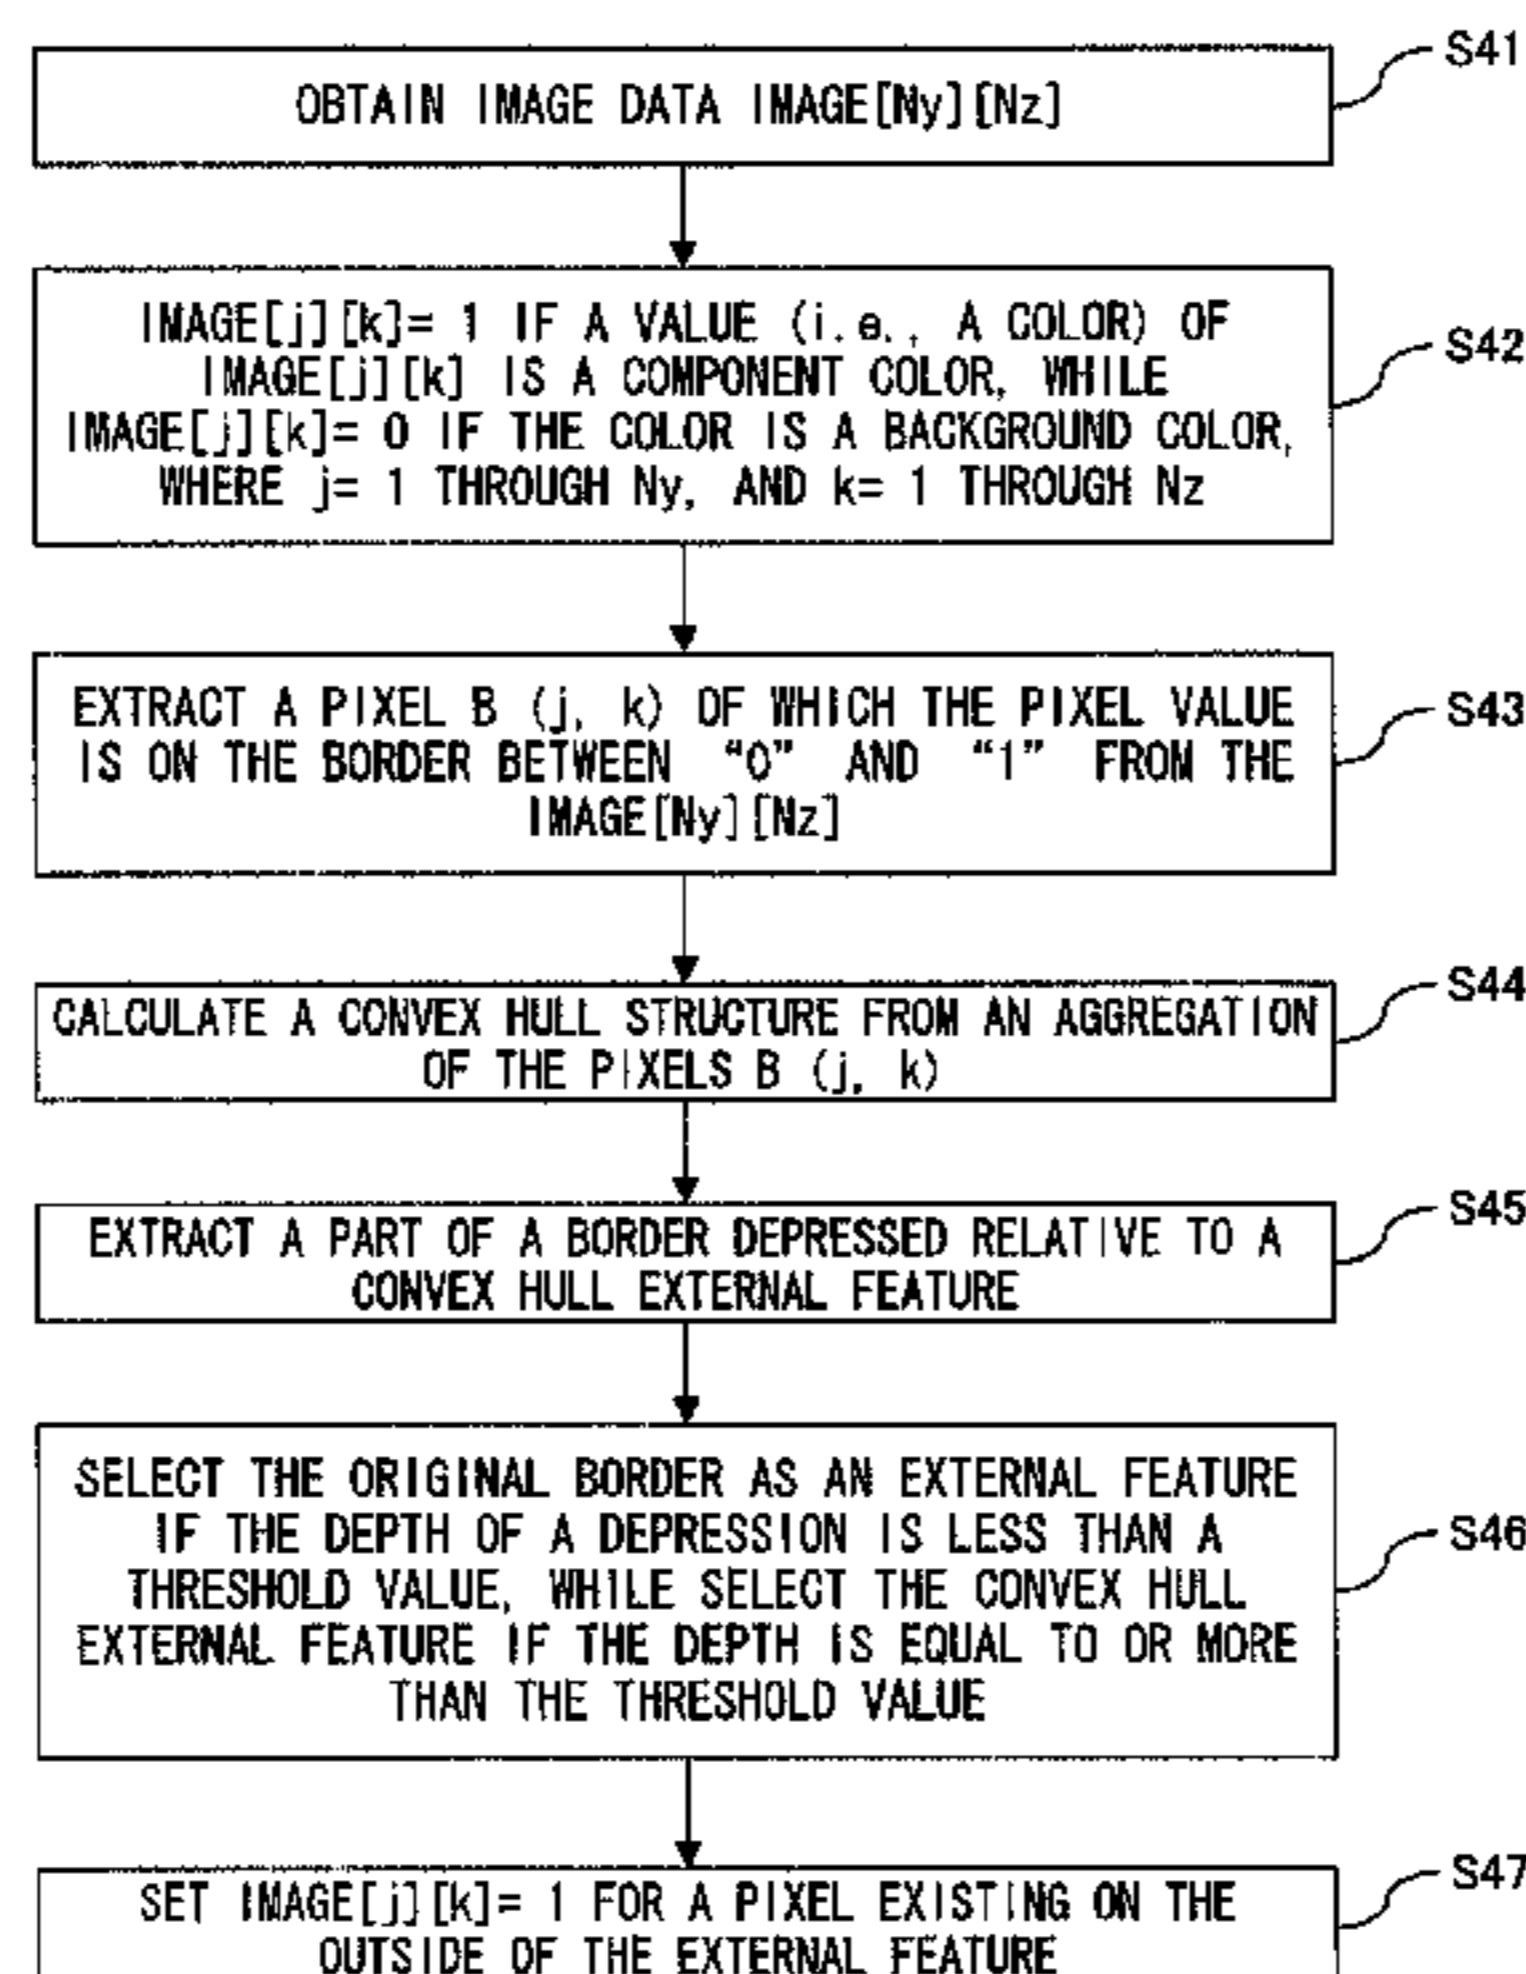 S41
OBTAIN IMAGE DATA IMAGE[Ny][Nz]
IMAGE[j][k]= 1 IF A VALUE (i.e., A COLOR) OF
S42
IMAGE[j][k] IS A COMPONENT COLOR, WHILE
IMAGE[j][k]= 0 IF THE COLOR IS A BACKGROUND COLOR,
WHERE j= 1 THROUGH Ny, AND k= 1 THROUGH Nz
EXTRACT A PIXEL B (j, k) OF WHICH THE PIXEL VALUE
S43
IS ON THE BORDER BETWEEN “0” AND “1” FROM THE
IMAGE[Ny][Nz]
S44
CALCULATE A CONVEX HULL STRUCTURE FROM AN AGGREGATION
OF THE PIXELS B (j, k)
S45
EXTRACT A PART OF A BORDER DEPRESSED RELATIVE TO A
CONVEX HULL EXTERNAL FEATURE
SELECT THE ORIGINAL BORDER AS AN EXTERNAL FEATURE
IF THE DEPTH OF A DEPRESSION IS LESS THAN A
S46
THRESHOLD VALUE, WHILE SELECT THE CONVEX HULL
EXTERNAL FEATURE IF THE DEPTH IS EQUAL TO OR MORE
THAN THE THRESHOLD VALUE
S47
SET IMAGE[j][k]= 1 FOR A PIXEL EXISTING ON THE
OUTSIDE OF THE EXTERNAL FEATURE